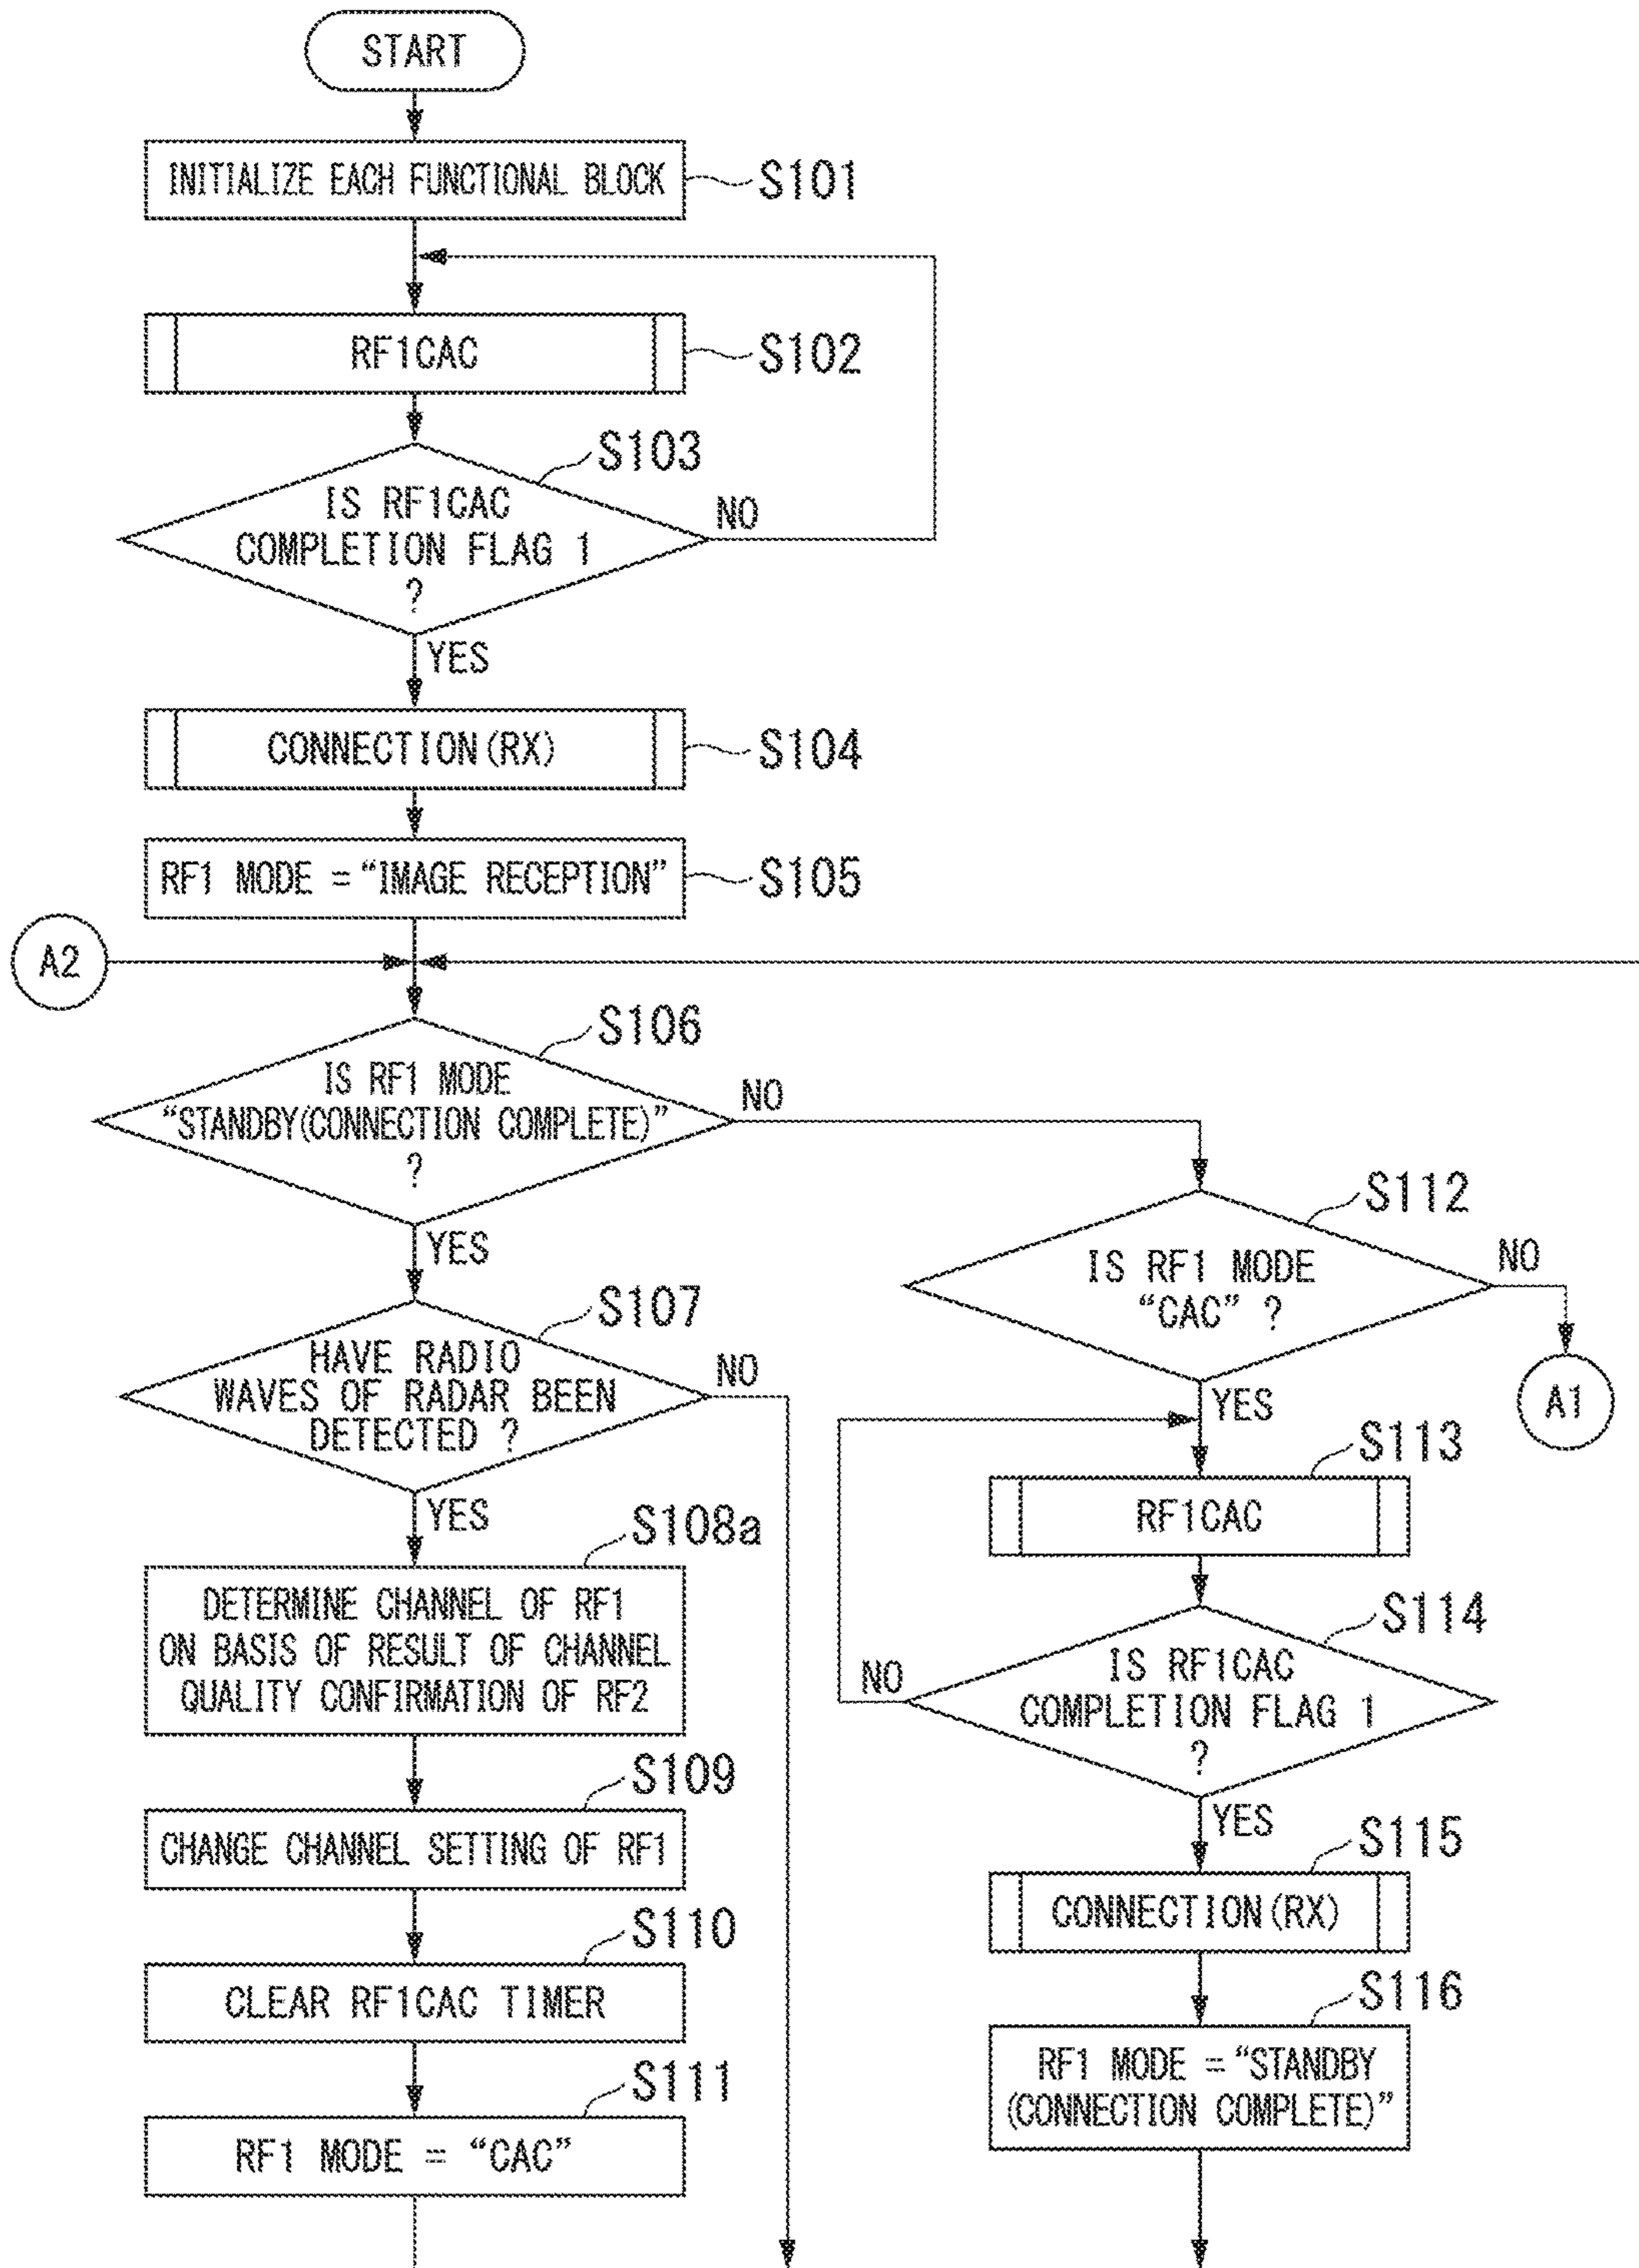 START
INITIALIZE EACH FUNCTIONAL BLOCK
S101
RF1CAC
S102
S103
IS RF1CAC
COMPLETION FLAG 1
?
NO
YES
CONNECTION(RX)
S104
RF1 MODE = “IMAGE RECEPTION”
S105
A2
S106
IS RF1 MODE
“STANDBY(CONNECTION COMPLETE)”
?
NO
YES
S107
HAVE RADIO
WAVES OF RADAR BEEN
DETECTED ?
NO
YES
S108a
DETERMINE CHANNEL OF RF1
ON BASIS OF RESULT OF CHANNEL
QUALITY CONFIRMATION OF RF2
S109
CHANGE CHANNEL SETTING OF RF1
S110
CLEAR RF1CAC TIMER
S111
RF1 MODE = “CAC”
S112
IS RF1 MODE
“CAC” ?
NO
A1
YES
S113
RF1CAC
S114
IS RF1CAC
COMPLETION FLAG 1
?
NO
YES
S115
CONNECTION(RX)
S116
RF1 MODE = “STANDBY
(CONNECTION COMPLETE)”